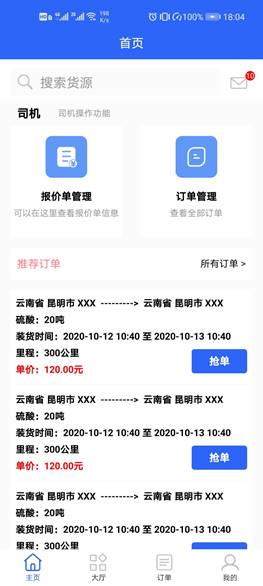 198
K/s
100%
18:04
首页
搜索货源
10
司机 司机操作功能
报价单管理
可以在这里查看报价单信息
订单管理
查看全部订单
推荐订单
所有订单 >
云南省 昆明市 XXX ---------> 云南省 昆明市 XXX
硫酸：20吨
装货时间：2020-10-12 10:40 至 2020-10-13 10:40
里程：300公里
单价：120.00元
抢单
云南省 昆明市 XXX ---------> 云南省 昆明市 XXX
硫酸：20吨
装货时间：2020-10-12 10:40 至 2020-10-13 10:40
里程：300公里
单价：120.00元
抢单
云南省 昆明市 XXX ---------> 云南省 昆明市 XXX
硫酸：20吨
装货时间：2020-10-12 10:40 至 2020-10-13 10:40
主页
大厅
订单
我的